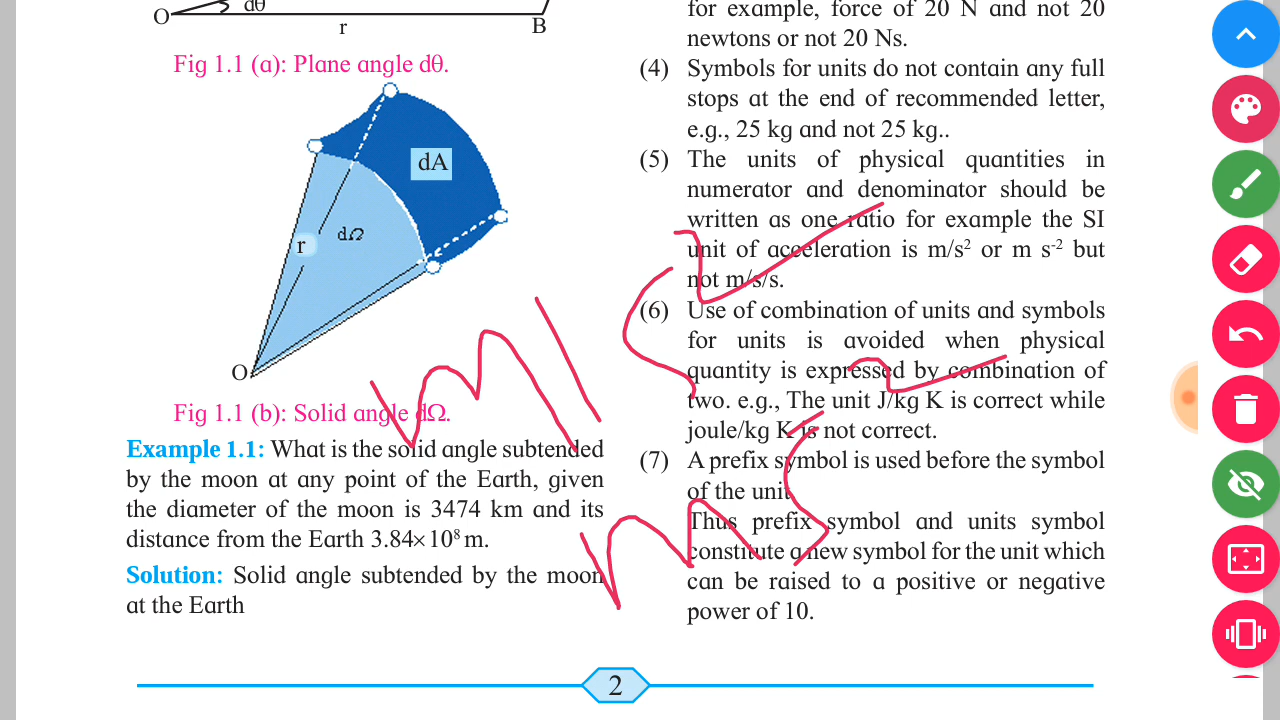 dθ
O
r
B
Fig 1.1 (a): Plane angle dθ.
dA
r
dΩ
O
Fig 1.1 (b): Solid angle dΩ.
Example 1.1: What is the solid angle subtended
by the moon at any point of the Earth, given
the diameter of the moon is 3474 km and its
distance from the Earth 3.84×10⁸ m.
Solution: Solid angle subtended by the moon
at the Earth
for example, force of 20 N and not 20
newtons or not 20 Ns.
(4) Symbols for units do not contain any full
stops at the end of recommended letter,
e.g., 25 kg and not 25 kg..
(5) The units of physical quantities in
numerator and denominator should be
written as one ratio for example the SI
unit of acceleration is m/s² or m s⁻² but
not m/s/s.
(6) Use of combination of units and symbols
for units is avoided when physical
quantity is expressed by combination of
two. e.g., The unit J/kg K is correct while
joule/kg K is not correct.
(7) A prefix symbol is used before the symbol
of the unit.
Thus prefix symbol and units symbol
constitute a new symbol for the unit which
can be raised to a positive or negative
power of 10.
m/s²
ms⁻²
2